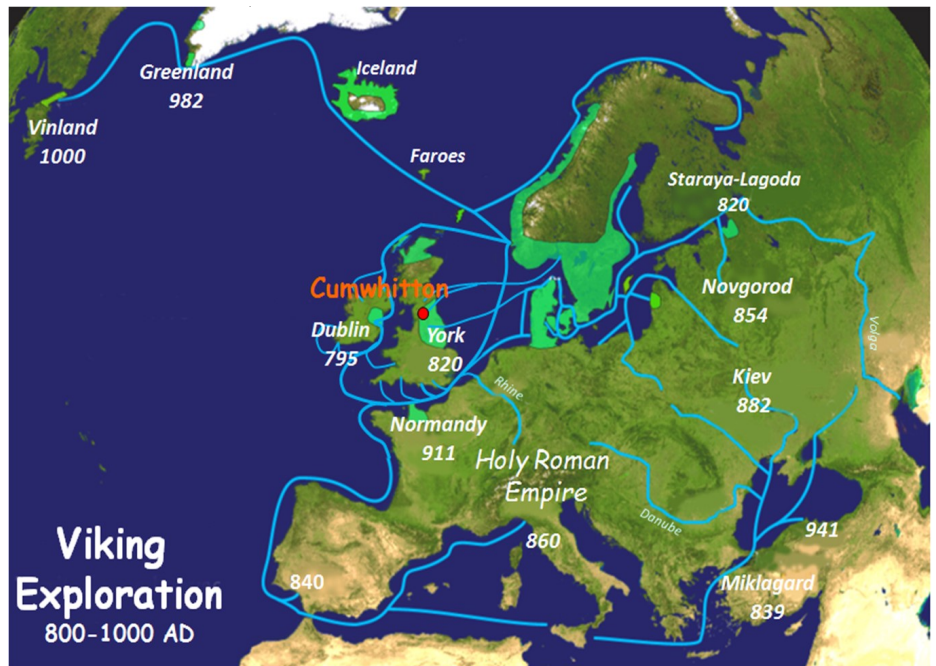 Greenland
982
Iceland
Vinland
1000
Faroes
Staraya-Lagoda
820
Cumwhitton
Novgorod
854
Dublin
795
York
820
Volga
Kiev
882
Rhine
Normandy
911
Holy Roman
Empire
Danube
860
941
Viking
Exploration
800-1000 AD
840
Miklagard
839